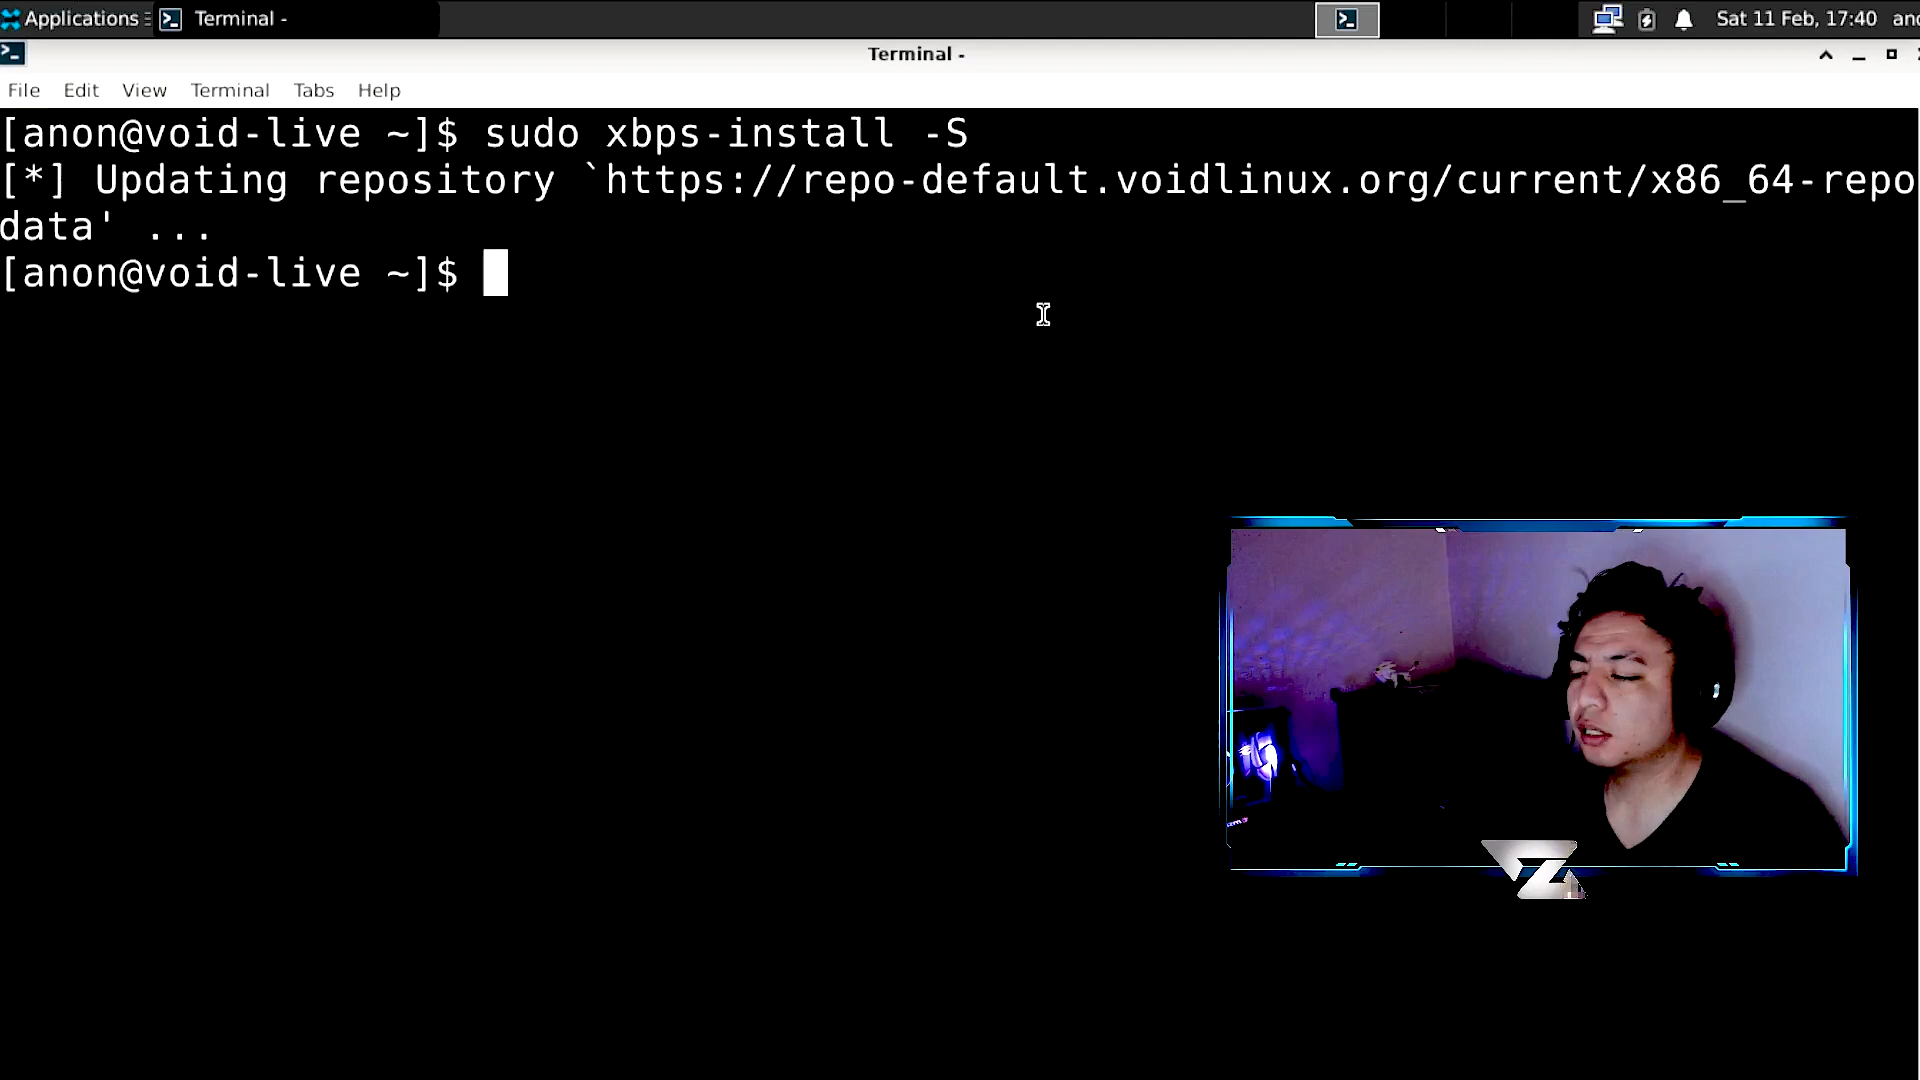 Applications Terminal - Sat 11 Feb, 17:40
Terminal -
File Edit View Terminal Tabs Help
[anon@void-live ~]$ sudo xbps-install -S
[*] Updating repository `https://repo-default.voidlinux.org/current/x86_64-repo
data' ...
[anon@void-live ~]$